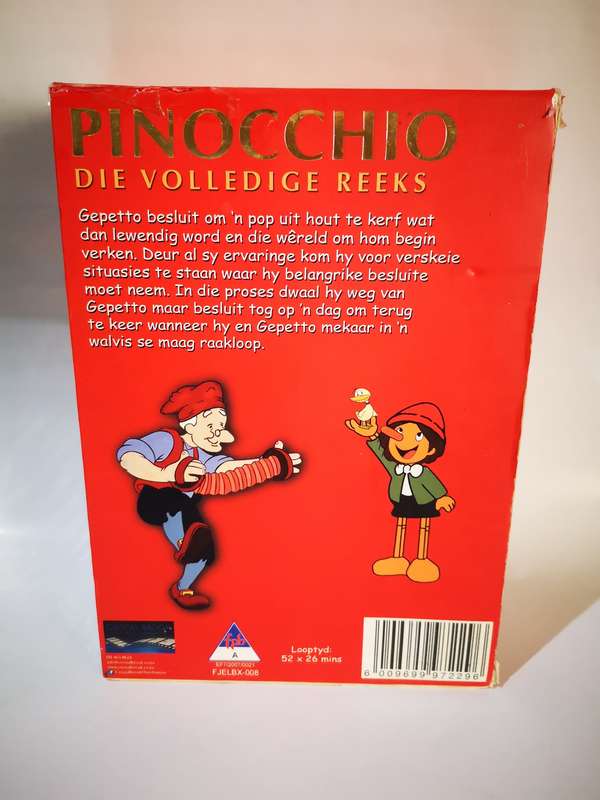 PINOCCHIO
DIE VOLLEDIGE REEKS
Gepetto besluit om 'n pop uit hout te kerf wat
dan lewendig word en die wêreld om hom begin
verken. Deur al sy ervaringe kom hy voor verskeie
situasies te staan waar hy belangrike besluite
moet neem. In die proses dwaal hy weg van
Gepetto maar besluit tog op 'n dag om terug
te keer wanneer hy en Gepetto mekaar in 'n
walvis se maag raakloop.
fpb
A
EFT/2007/0021
FJELBX-008
Looptyd:
52 x 26 mins
6 009699 972296